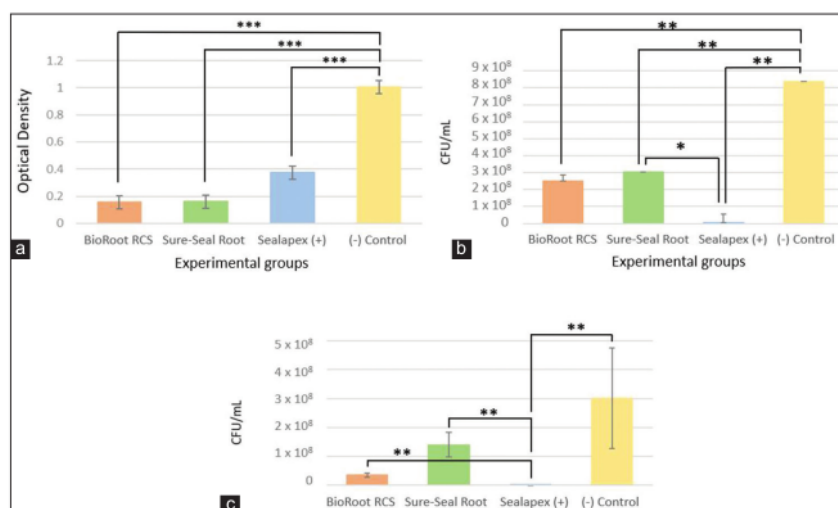 ***
***
***
1.2
1
0.8
0.6
0.4
0.2
0
Optical Density
BioRoot RCS Sure-Seal Root Sealapex (+) (-) Control
Experimental groups
a
**
**
**
*
9 x 10⁸
8 x 10⁸
7 x 10⁸
6 x 10⁸
5 x 10⁸
4 x 10⁸
3 x 10⁸
2 x 10⁸
1 x 10⁸
0
CFU/mL
BioRoot RCS Sure-Seal Root Sealapex (+) (-) Control
Experimental groups
b
**
**
**
5 x 10⁸
4 x 10⁸
3 x 10⁸
2 x 10⁸
1 x 10⁸
0
CFU/mL
BioRoot RCS Sure-Seal Root Sealapex (+) (-) Control
c